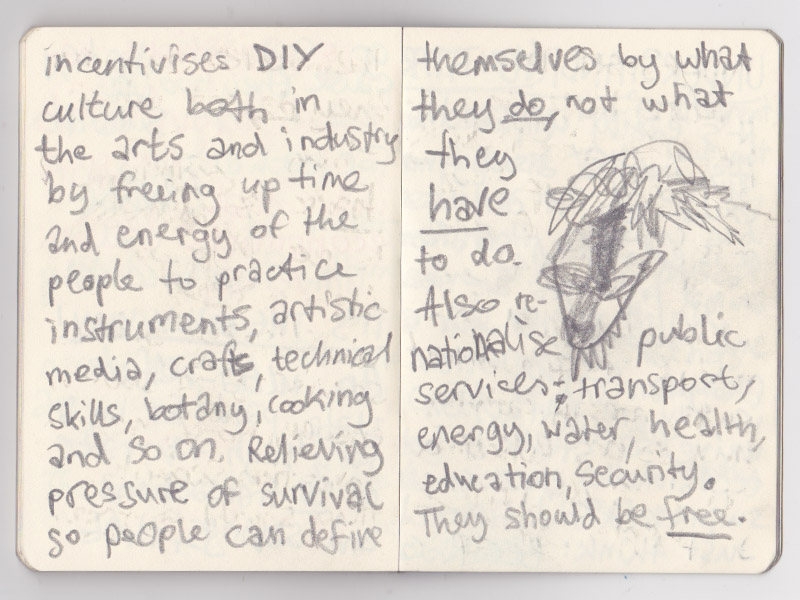 incentivises DIY
culture both in
the arts and industry
by freeing up time
and energy of the
people to practice
instruments, artistic
media, crafts, technical
skills, botany, cooking
and so on. Relieving
pressure of survival
so people can define
themselves by what
they do, not what
they
have
to do.
Also re-
nationalise public
services: transport,
energy, water, health,
education, security.
They should be free.